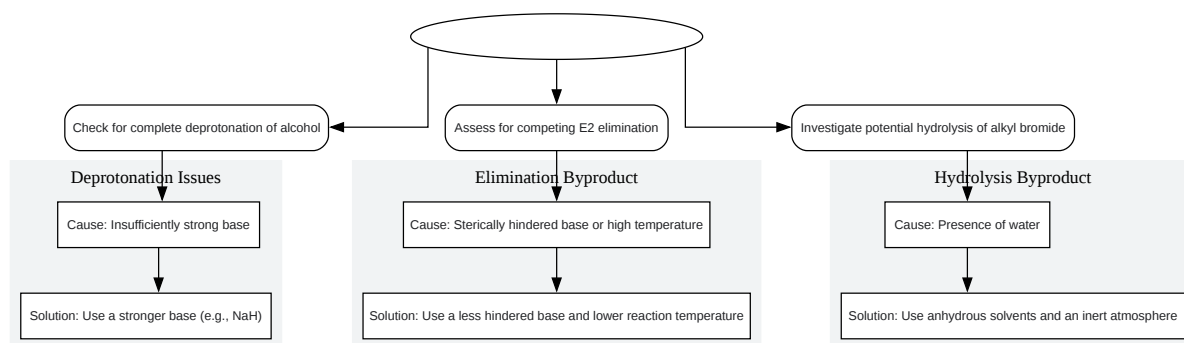 Check for complete deprotonation of alcohol
Assess for competing E2 elimination
Investigate potential hydrolysis of alkyl bromide
Deprotonation Issues
Elimination Byproduct
Hydrolysis Byproduct
Cause: Insufficiently strong base
Cause: Sterically hindered base or high temperature
Cause: Presence of water
Solution: Use a stronger base (e.g., NaH)
Solution: Use a less hindered base and lower reaction temperature
Solution: Use anhydrous solvents and an inert atmosphere